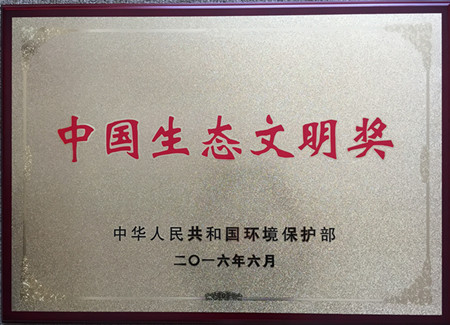 中国生态文明奖
中华人民共和国环境保护部
二〇一六年六月